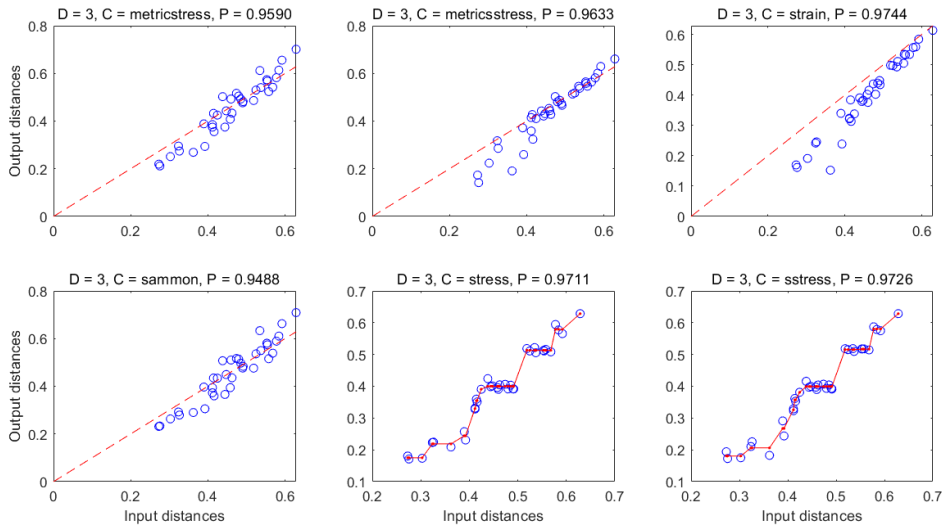 D = 3, C = metricstress, P = 0.9590
D = 3, C = metricsstress, P = 0.9633
D = 3, C = strain, P = 0.9744
Output distances
0.8
0.6
0.4
0.2
0
0 0.2 0.4 0.6
0.8
0.6
0.4
0.2
0
0 0.2 0.4 0.6
0.6
0.5
0.4
0.3
0.2
0.1
0
0 0.2 0.4 0.6
D = 3, C = sammon, P = 0.9488
D = 3, C = stress, P = 0.9711
D = 3, C = sstress, P = 0.9726
Output distances
0.8
0.6
0.4
0.2
0
0 0.2 0.4 0.6
Input distances
0.7
0.6
0.5
0.4
0.3
0.2
0.1
0.2 0.3 0.4 0.5 0.6 0.7
Input distances
0.7
0.6
0.5
0.4
0.3
0.2
0.1
0.2 0.3 0.4 0.5 0.6 0.7
Input distances